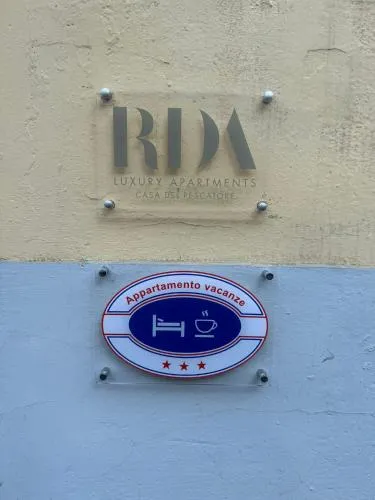 RDA
LUXURY APARTMENTS
CASA DEL PESCATORE
Appartamento vacanze